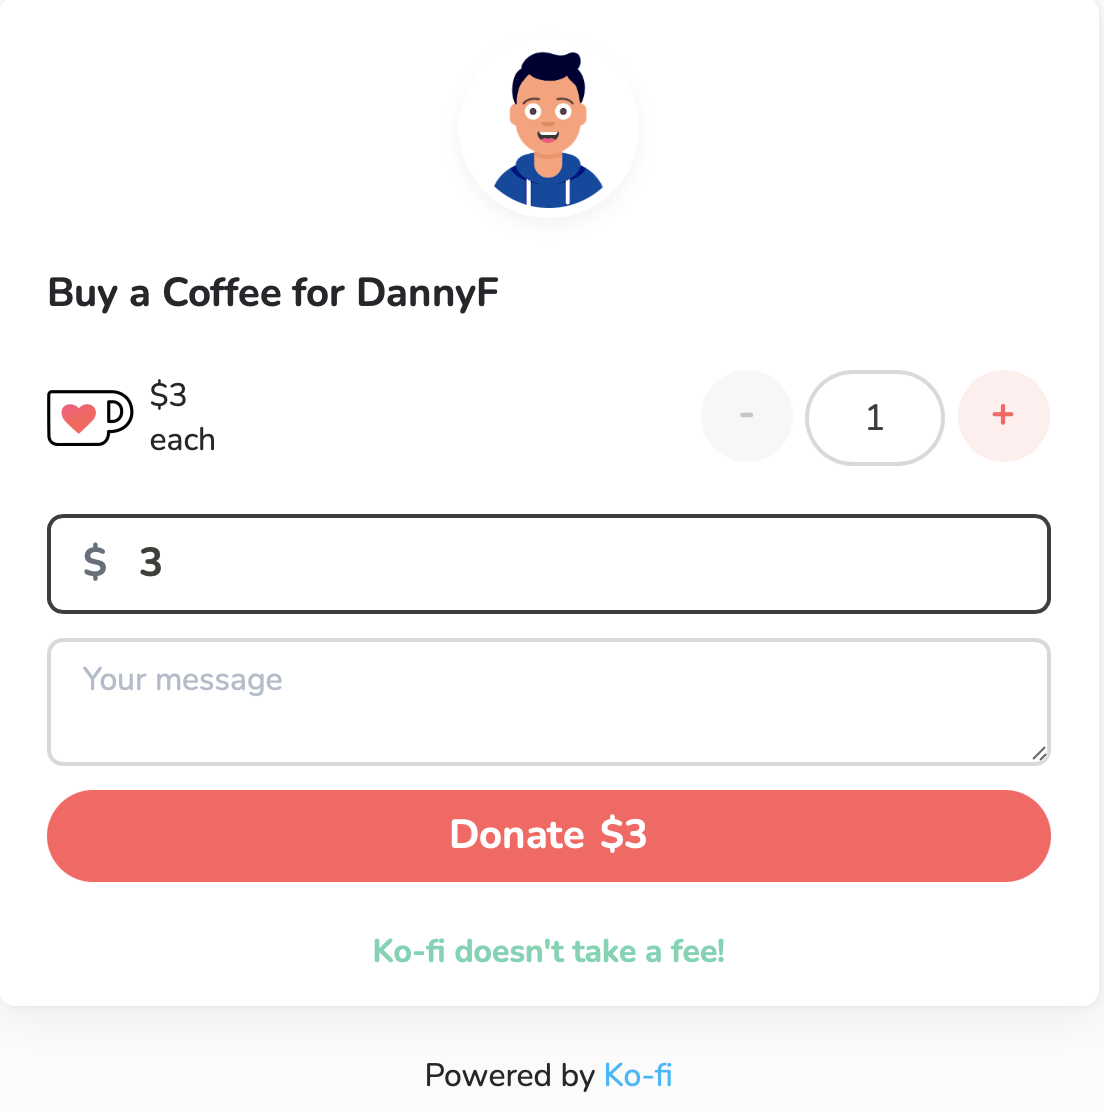 Buy a Coffee for DannyF
$3
each
-
1
+
$ 3
Your message
Donate $3
Ko-fi doesn't take a fee!
Powered by Ko-fi